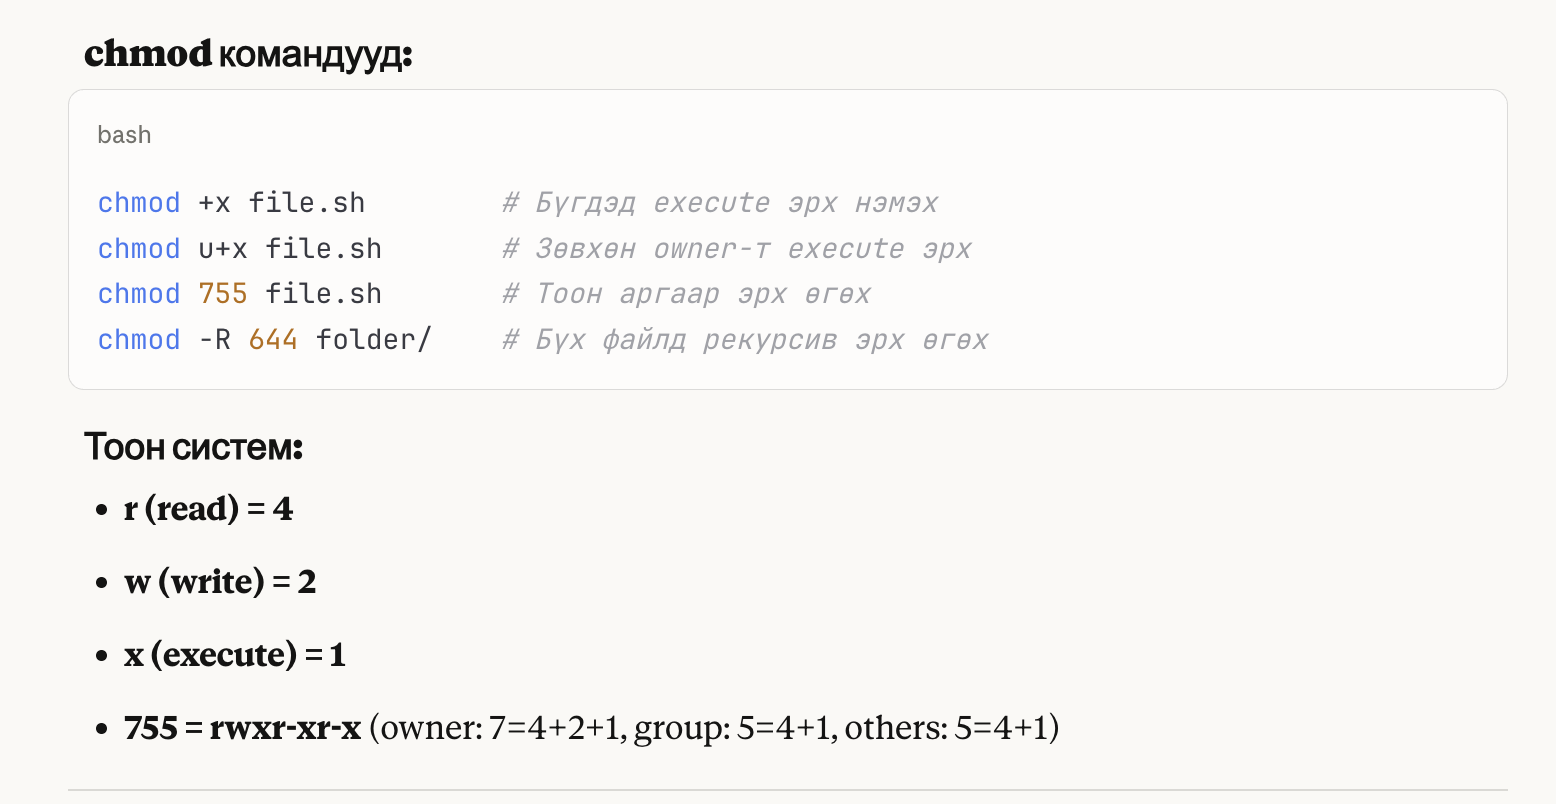 chmod командууд:
bash
chmod +x file.sh        # Бүгдэд execute эрх нэмэх
chmod u+x file.sh       # Зөвхөн owner-т execute эрх
chmod 755 file.sh       # Тоон аргаар эрх өгөх
chmod -R 644 folder/    # Бүх файлд рекурсив эрх өгөх
Тоон систем:
• r (read) = 4
• w (write) = 2
• x (execute) = 1
• 755 = rwxr-xr-x (owner: 7=4+2+1, group: 5=4+1, others: 5=4+1)